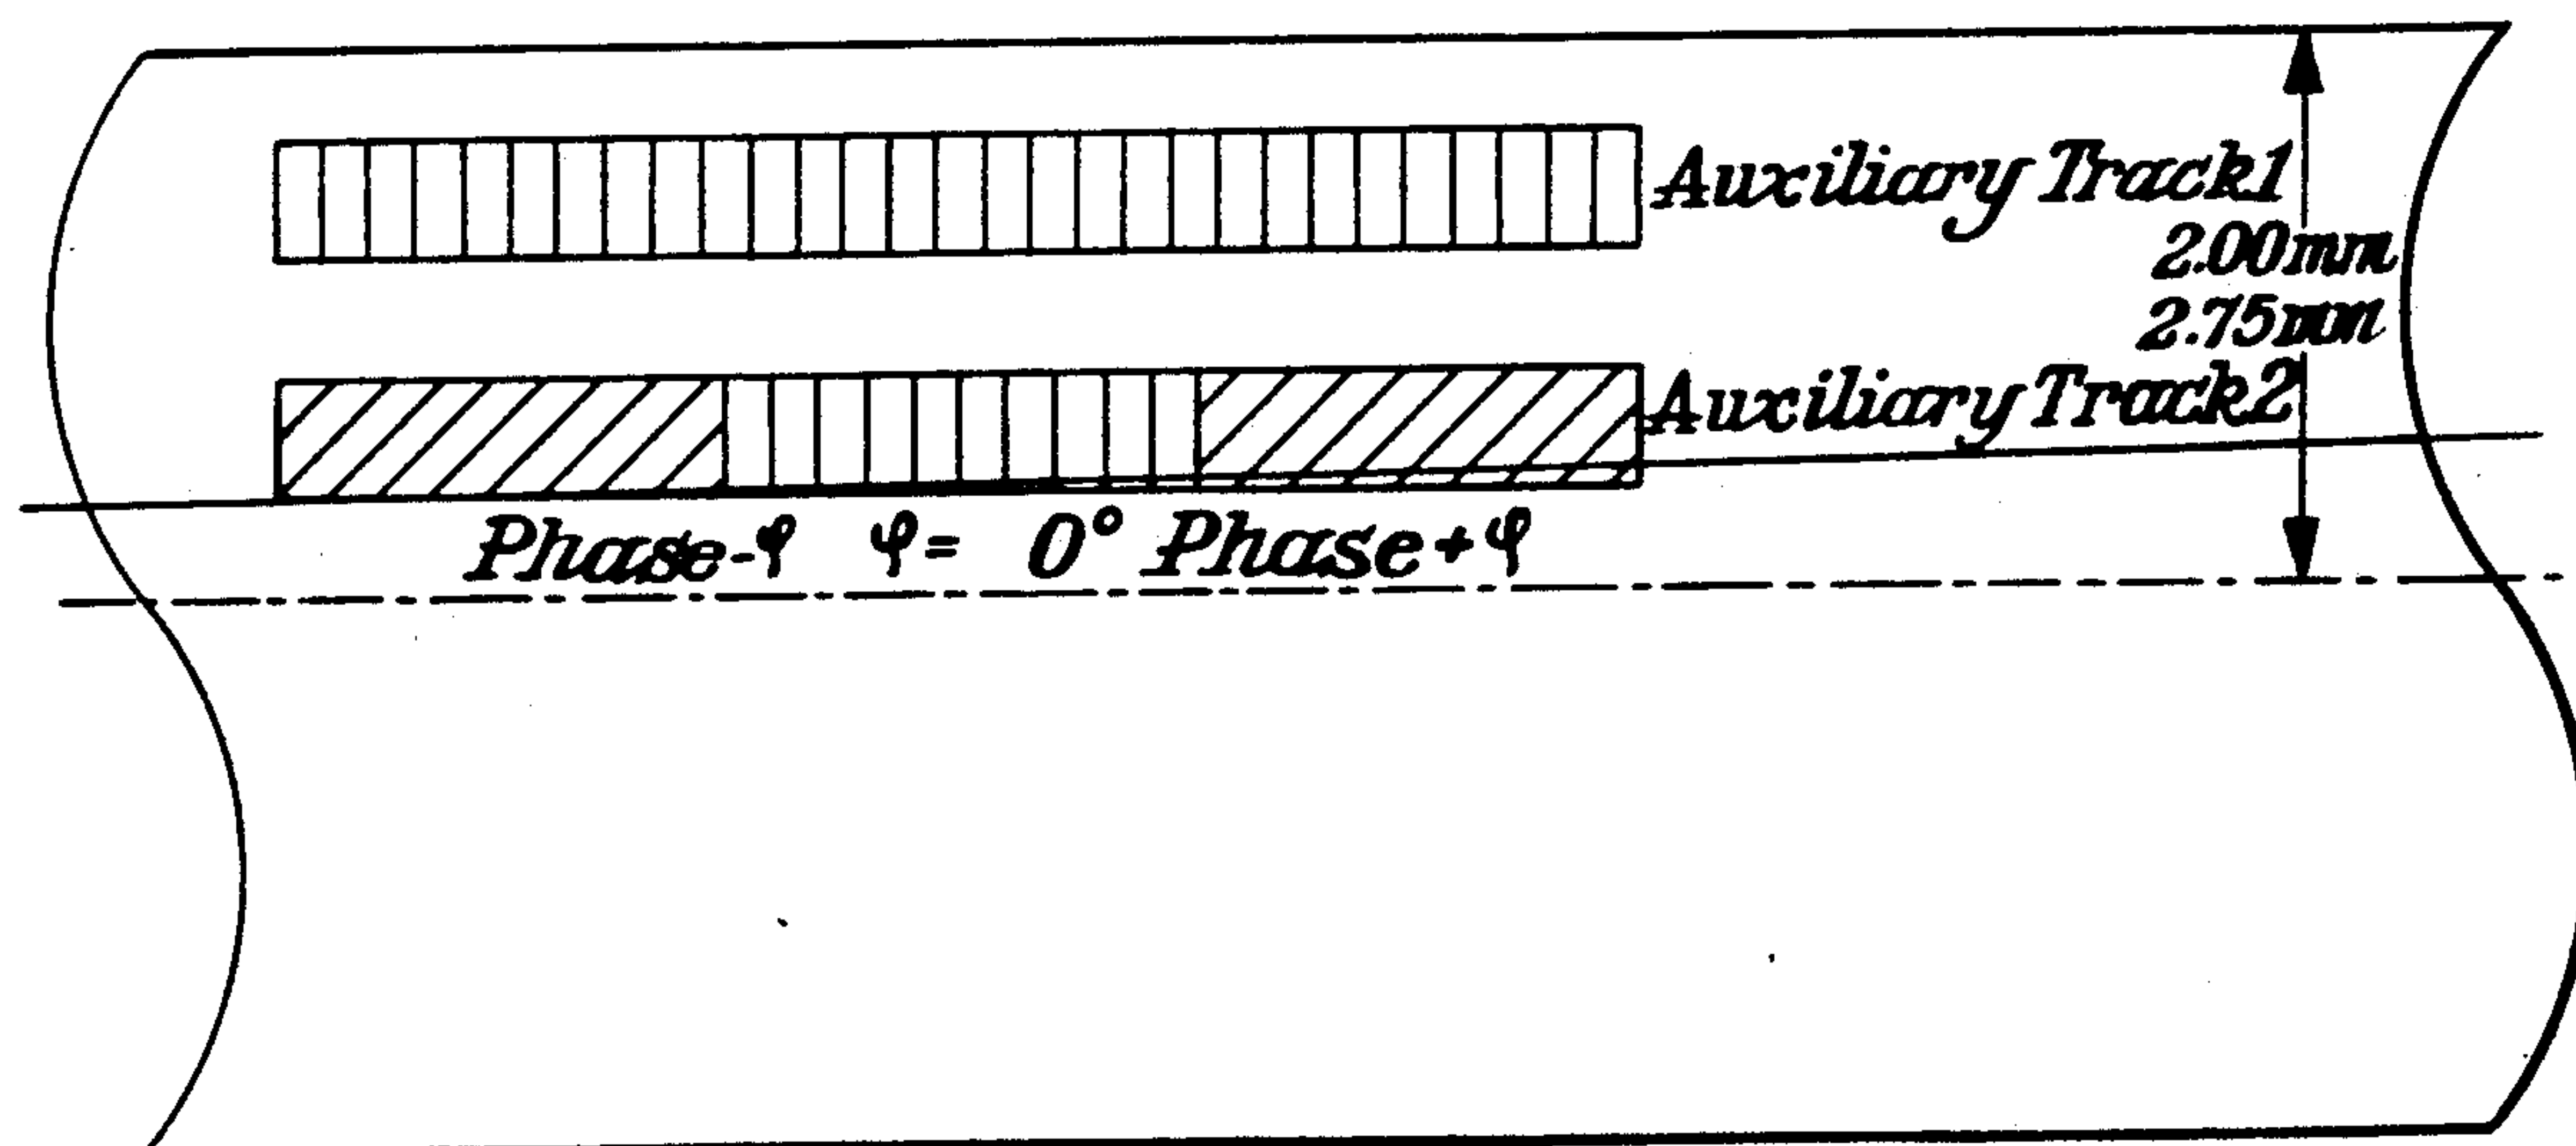 Auxiliary Track1
2.00mm
2.75mm
Auxiliary Track2
Phase-φ φ= 0° Phase+φ